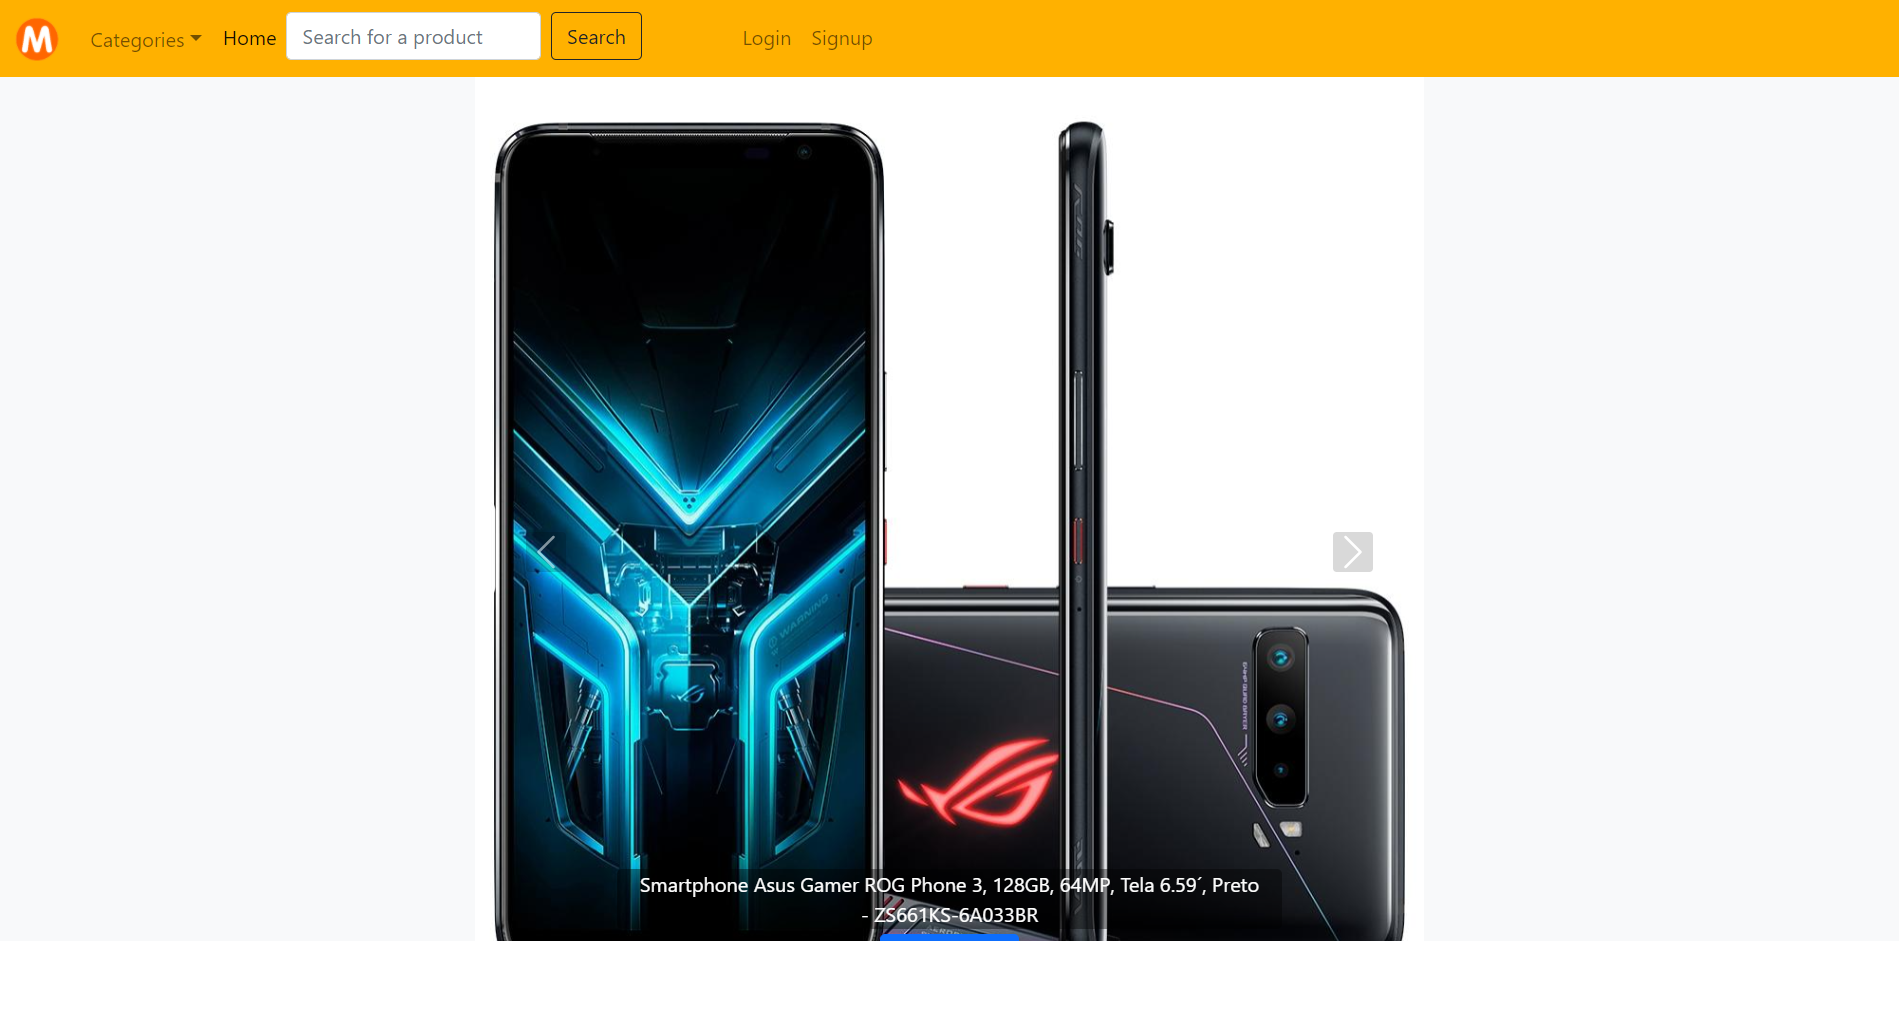 M
Categories Home Search for a product Search Login Signup
WARNING
Smartphone Asus Gamer ROG Phone 3, 128GB, 64MP, Tela 6.59´, Preto
- ZS661KS-6A033BR